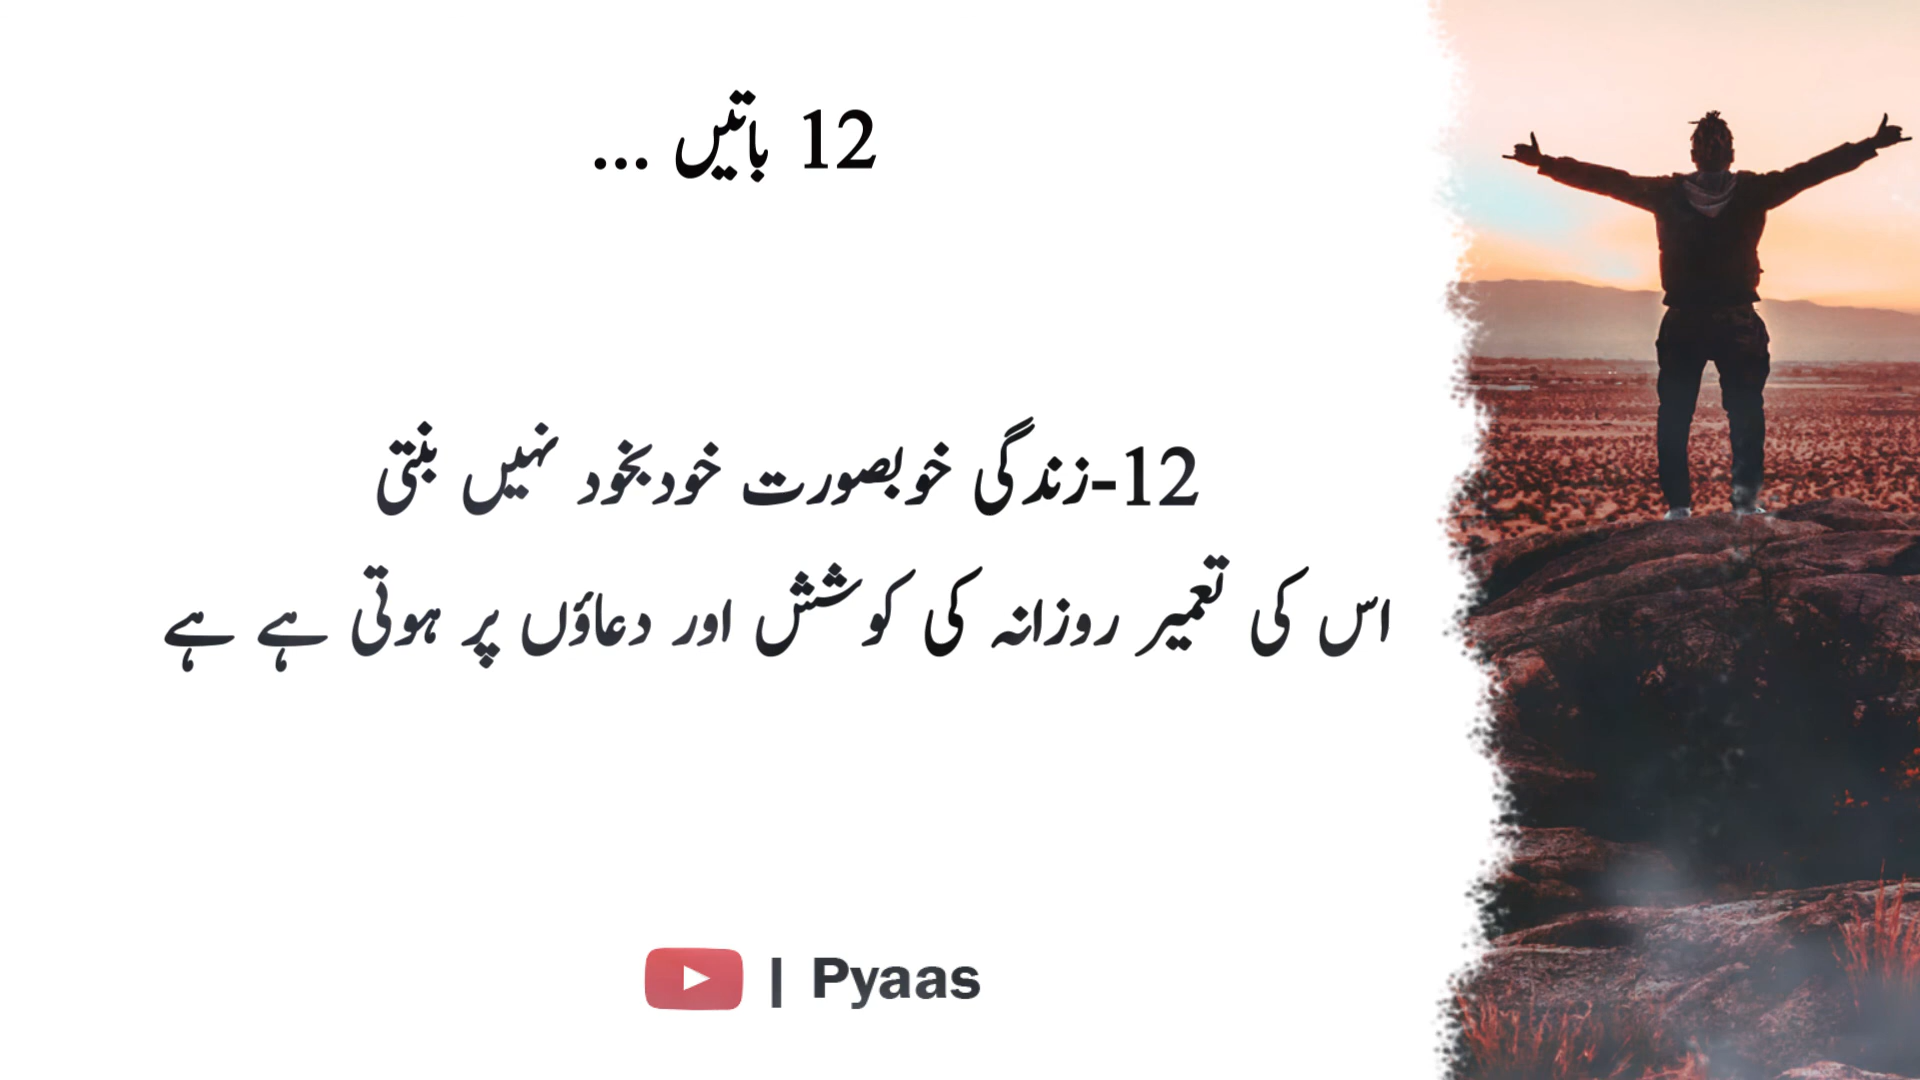 12 باتیں ...
12-زندگی خوبصورت خودبخود نہیں بنتی
اس کی تعمیر روزانہ کی کوشش اور دعاؤں پر ہوتی ہے ہے
| Pyaas